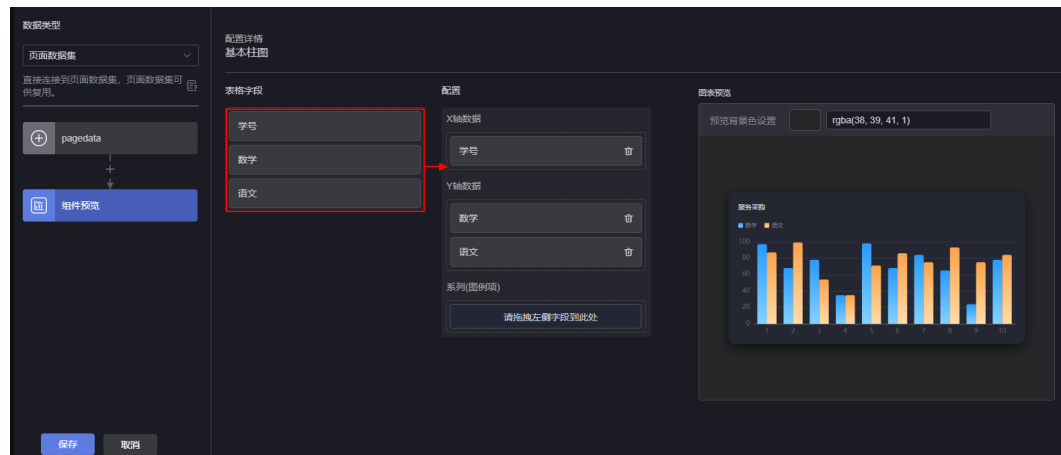 数据类型
页面数据集
直接连接到页面数据集，页面数据集可
供复用。
pagedata
组件预览
保存
取消
配置详情
基本柱图
表格字段
学号
数学
语文
配置
X轴数据
学号
Y轴数据
数学
语文
系列(图例项)
请拖拽左侧字段到此处
图表预览
预览背景色设置
rgba(38, 39, 41, 1)
服务采购
数学 语文
100
80
60
40
20
0
1 2 3 4 5 6 7 8 9 10